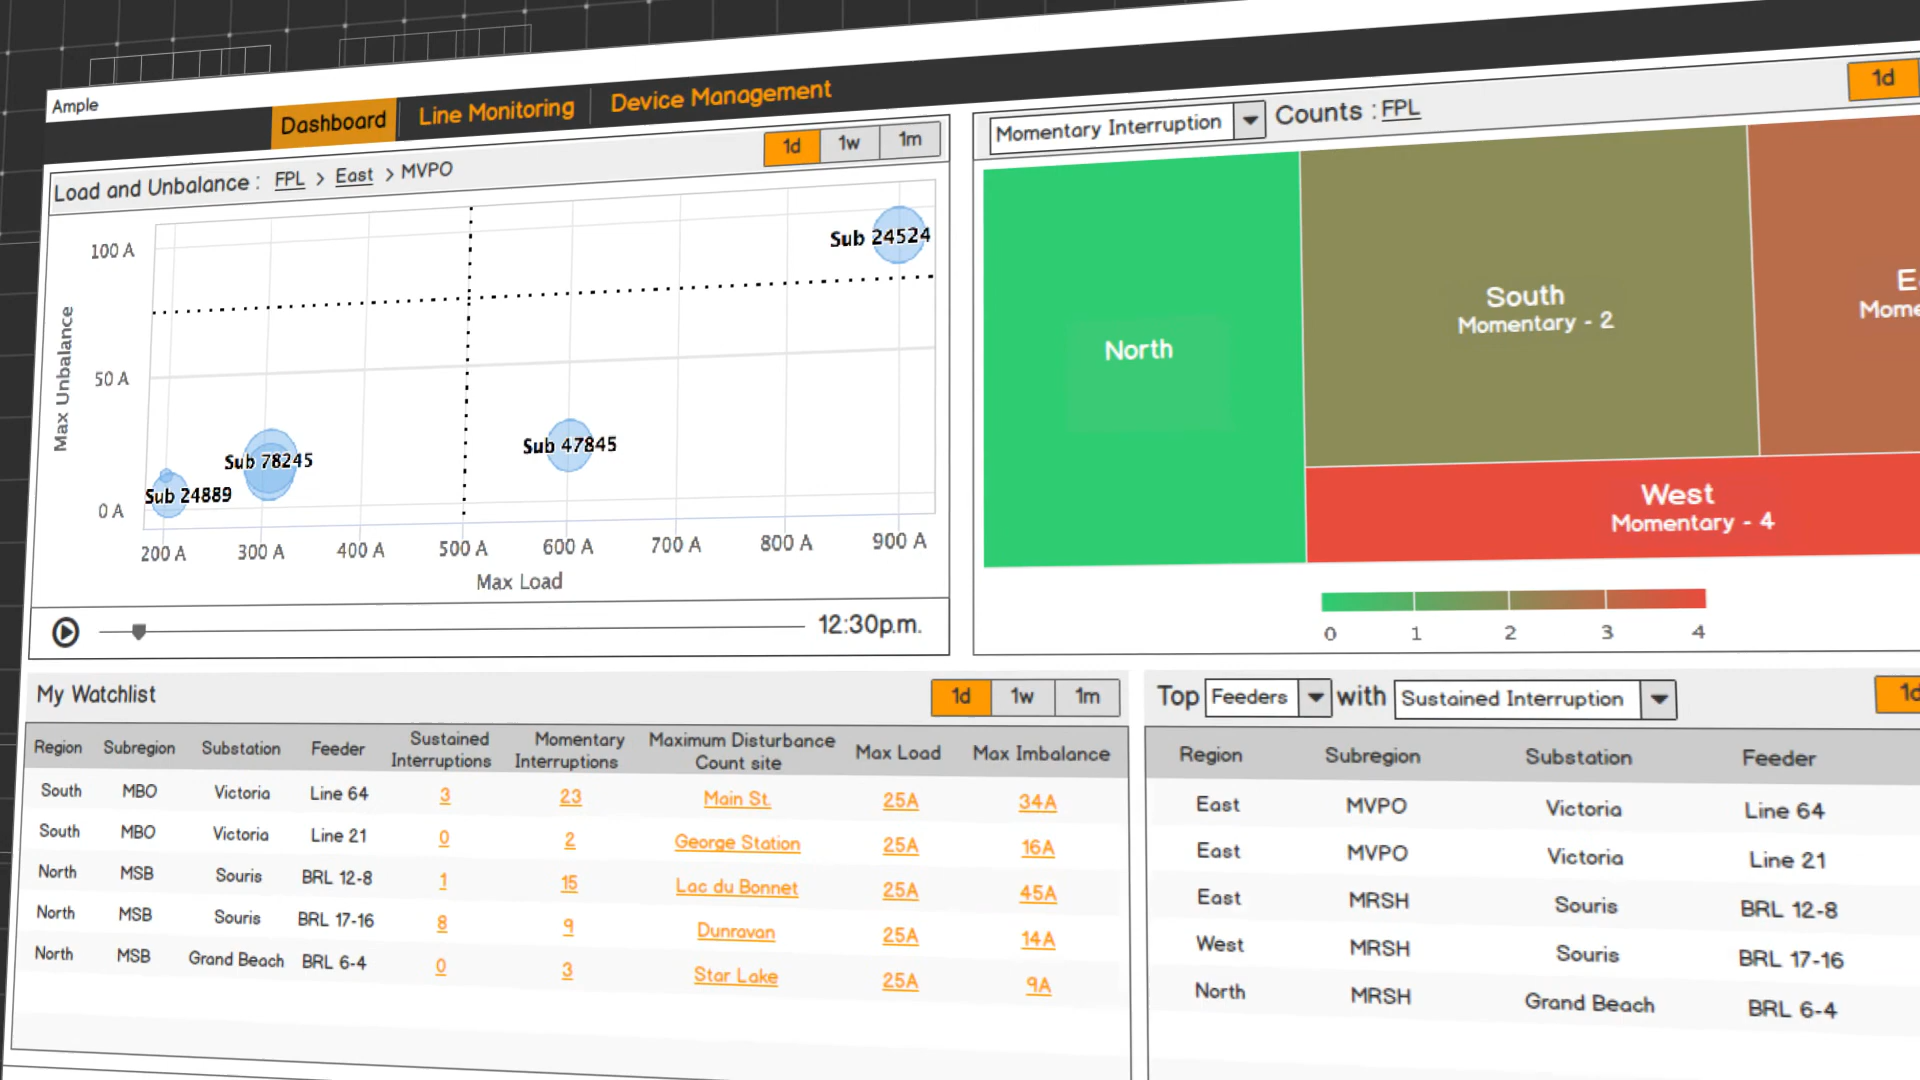 Ample
Dashboard
Line Monitoring
Device Management
Load and Unbalance : FPL > East > MVPO
1d 1w 1m
Max Unbalance
100 A
50 A
0 A
Sub 24524
Sub 47845
Sub 78245
Sub 24889
200 A 300 A 400 A 500 A 600 A 700 A 800 A 900 A
Max Load
12:30p.m.
Momentary Interruption Counts : FPL
1d
North
South
Momentary - 2
West
Momentary - 4
0 1 2 3 4
My Watchlist
1d 1w 1m
Region Subregion Substation Feeder Sustained Interruptions Momentary Interruptions Maximum Disturbance Count site Max Load Max Imbalance
South MBO Victoria Line 64 3 23 Main St. 25A 34A
South MBO Victoria Line 21 0 2 George Station 25A 16A
North MSB Souris BRL 12-8 1 15 Lac du Bonnet 25A 45A
North MSB Souris BRL 17-16 8 9 Dunravan 25A 14A
North MSB Grand Beach BRL 6-4 0 3 Star Lake 25A 9A
Top Feeders with Sustained Interruption
1d
Region Subregion Substation Feeder
East MVPO Victoria Line 64
East MVPO Victoria Line 21
East MRSH Souris BRL 12-8
West MRSH Souris BRL 17-16
North MRSH Grand Beach BRL 6-4